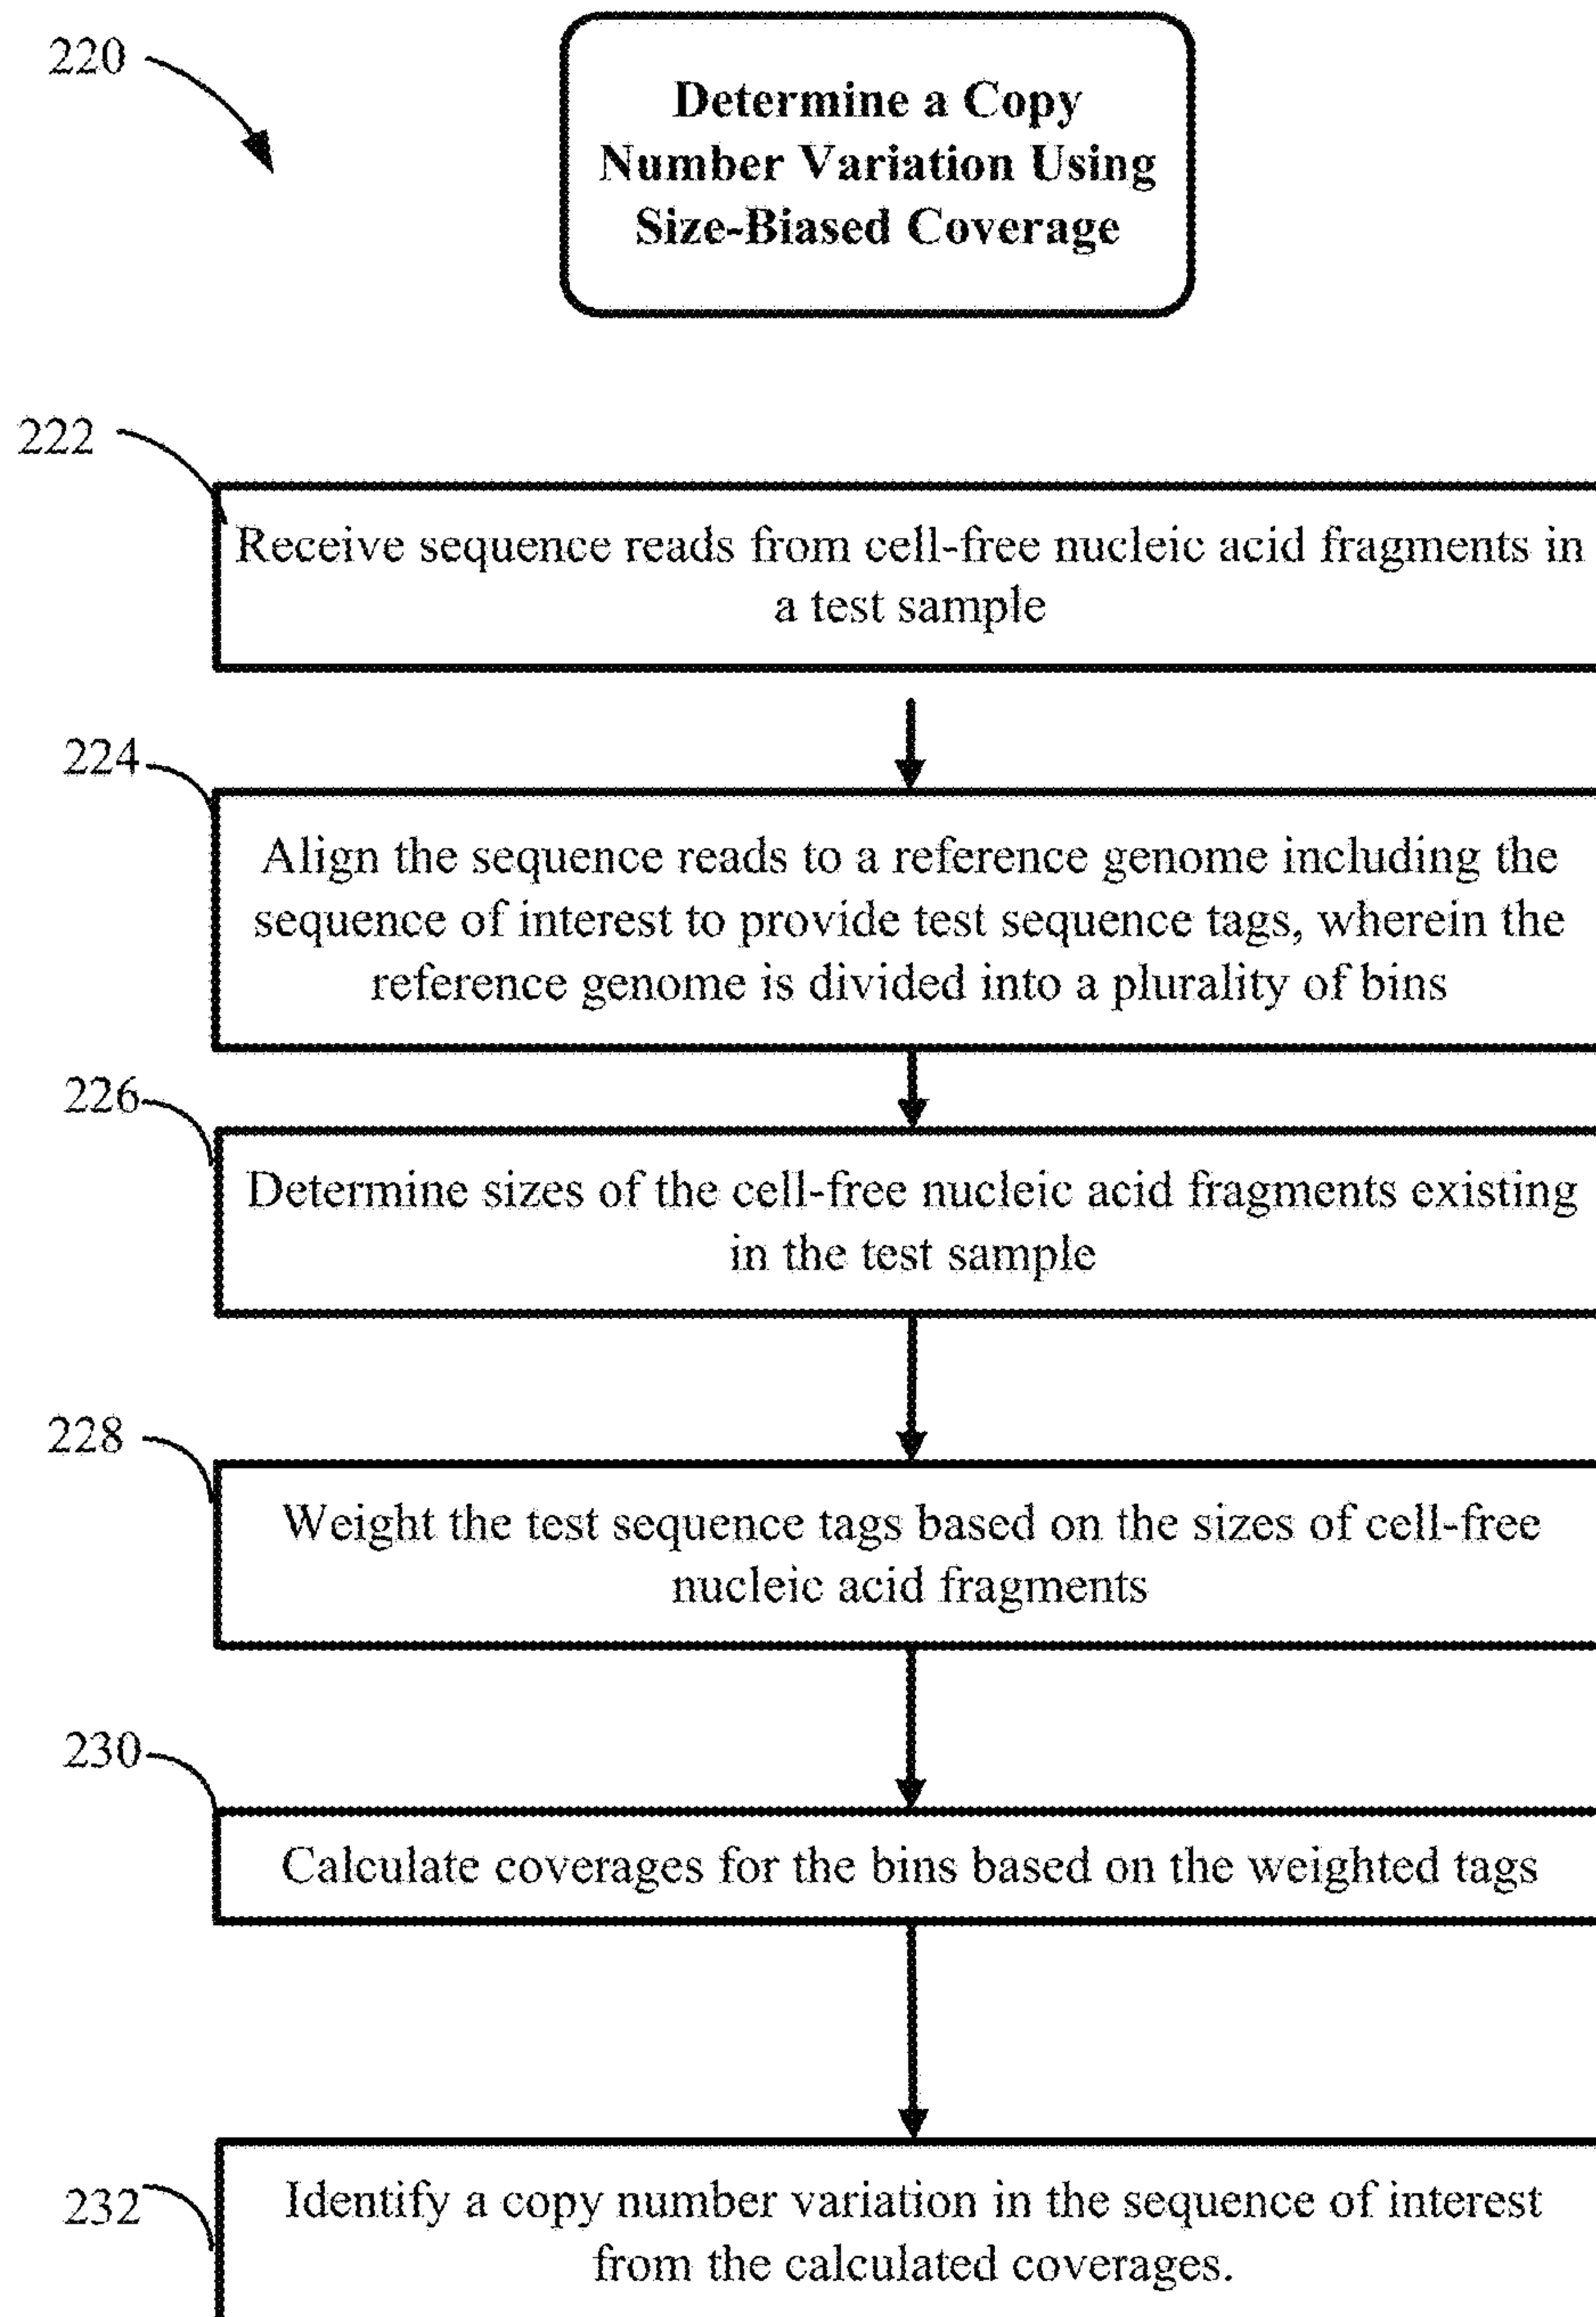 220
Determine a Copy
Number Variation Using
Size-Biased Coverage
222
Receive sequence reads from cell-free nucleic acid fragments in
a test sample
224
Align the sequence reads to a reference genome including the
sequence of interest to provide test sequence tags, wherein the
reference genome is divided into a plurality of bins
226
Determine sizes of the cell-free nucleic acid fragments existing
in the test sample
228
Weight the test sequence tags based on the sizes of cell-free
nucleic acid fragments
230
Calculate coverages for the bins based on the weighted tags
232
Identify a copy number variation in the sequence of interest
from the calculated coverages.